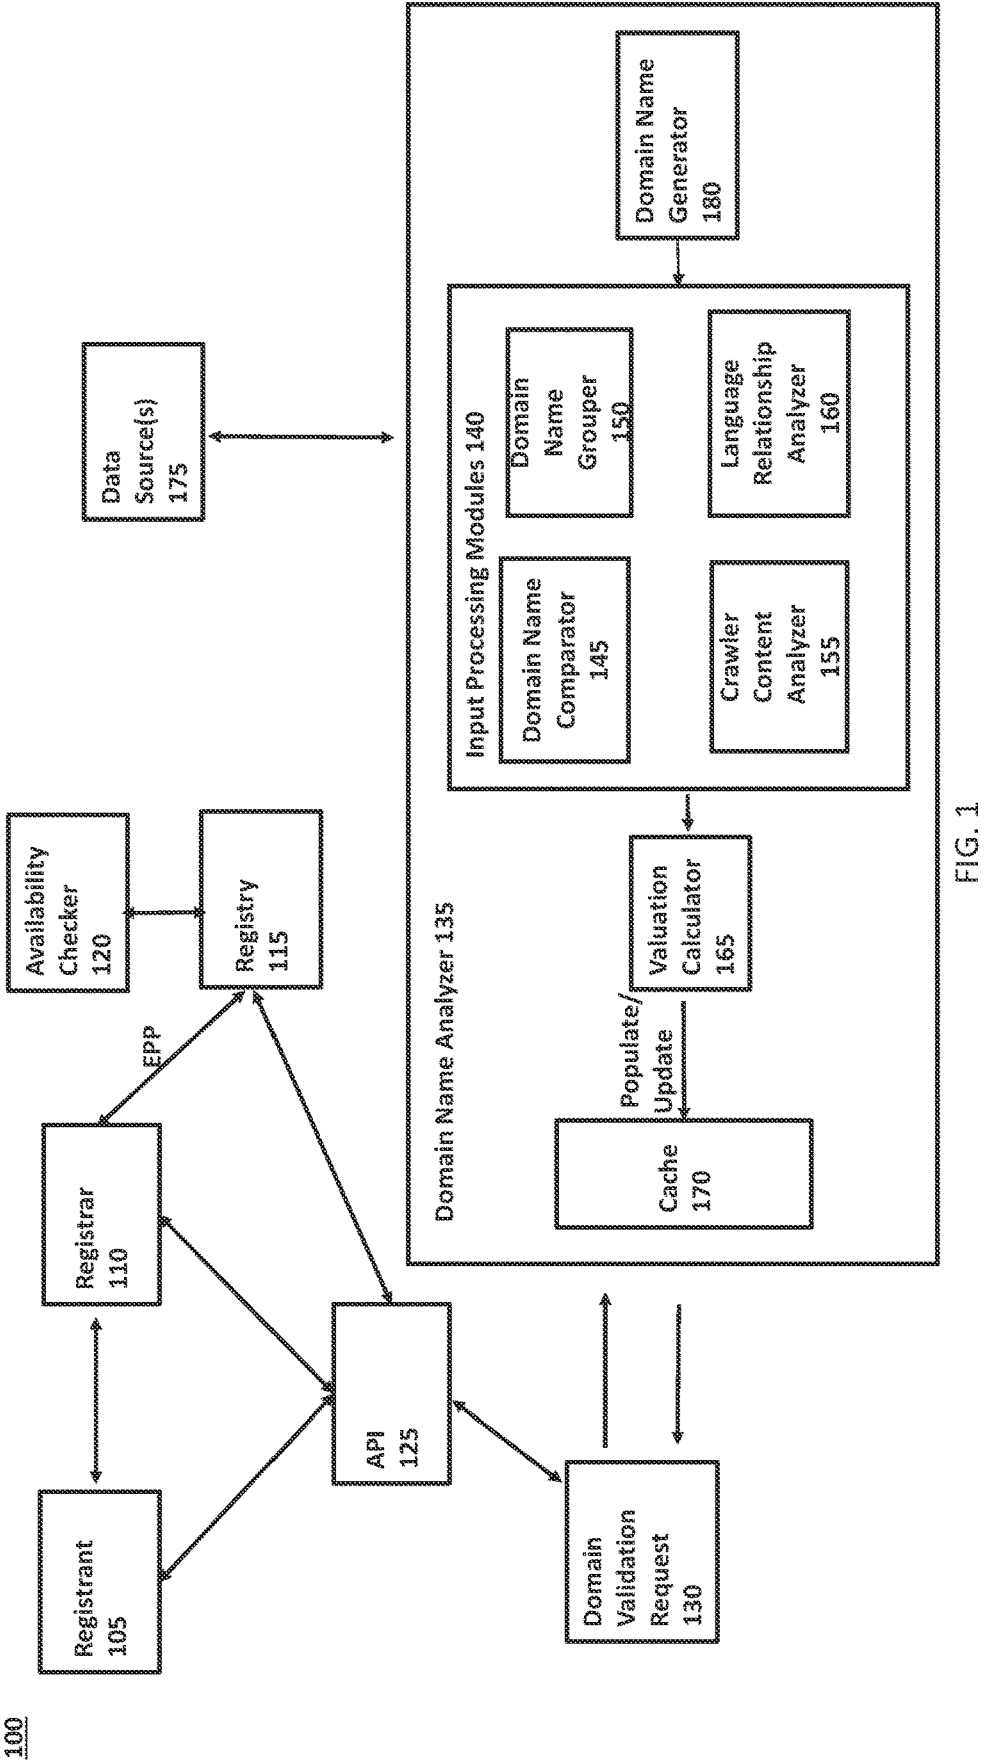 100
Registrant
105
Registrar
110
EPP
Availability
Checker
120
Registry
115
Data
Source(s)
175
API
125
Domain
Validation
Request
130
Domain Name Analyzer 135
Cache
170
Populate/
Update
Valuation
Calculator
165
Input Processing Modules 140
Domain Name
Comparator
145
Domain
Name
Grouper
150
Crawler
Content
Analyzer
155
Language
Relationship
Analyzer
160
Domain Name
Generator
180
FIG. 1